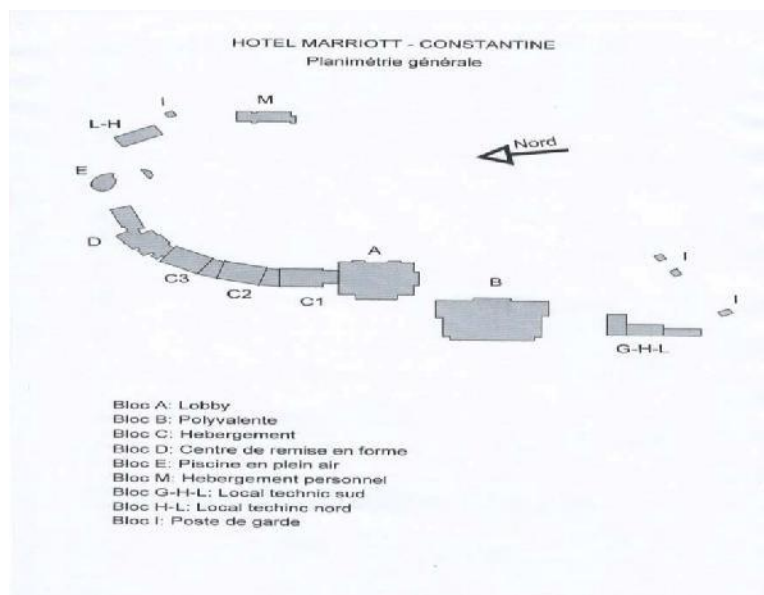 HOTEL MARRIOTT - CONSTANTINE
Planimétrie générale
I
M
L-H
Nord
E
D
C3
C2
C1
A
B
I
I
G-H-L
Bloc A: Lobby
Bloc B: Polyvalente
Bloc C: Hebergement
Bloc D: Centre de remise en forme
Bloc E: Piscine en plein air
Bloc M: Hebergement personnel
Bloc G-H-L: Local technic sud
Bloc H-L: Local techinc nord
Bloc I: Poste de garde